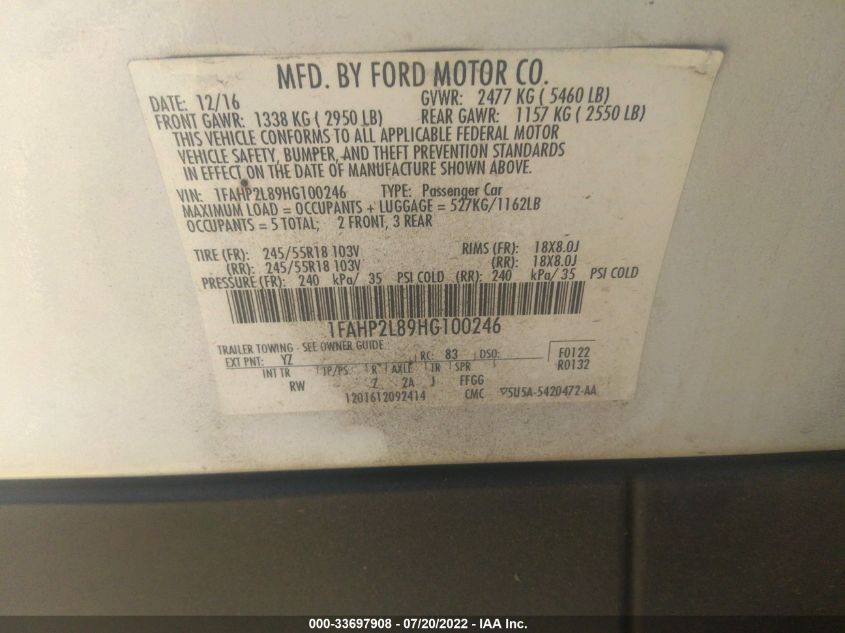 MFD. BY FORD MOTOR CO.
DATE: 12/16 GVWR: 2477 KG ( 5460 LB)
FRONT GAWR: 1338 KG ( 2950 LB) REAR GAWR: 1157 KG ( 2550 LB)
THIS VEHICLE CONFORMS TO ALL APPLICABLE FEDERAL MOTOR
VEHICLE SAFETY, BUMPER, AND THEFT PREVENTION STANDARDS
IN EFFECT ON THE DATE OF MANUFACTURE SHOWN ABOVE.
VIN: 1FAHP2L89HG100246 TYPE: Passenger Car
MAXIMUM LOAD = OCCUPANTS + LUGGAGE = 527KG/1162LB
OCCUPANTS = 5 TOTAL; 2 FRONT, 3 REAR
TIRE (FR): 245/55R18 103V RIMS (FR): 18X8.0J
(RR): 245/55R18 103V (RR): 18X8.0J
PRESSURE(FR): 240 kPa/ 35 PSI COLD (RR): 240 kPa/ 35 PSI COLD
1FAHP2L89HG100246
TRAILER TOWING - SEE OWNER GUIDE
EXT PNT: YZ RC: 83 DSO: F0122
R0132
INT TR TP/PS R AXLE TR SPR
RW Z 2A J FFGG
1201612092414 CMC 5U5A-5420472-AA
000-33697908 - 07/20/2022 - IAA Inc.